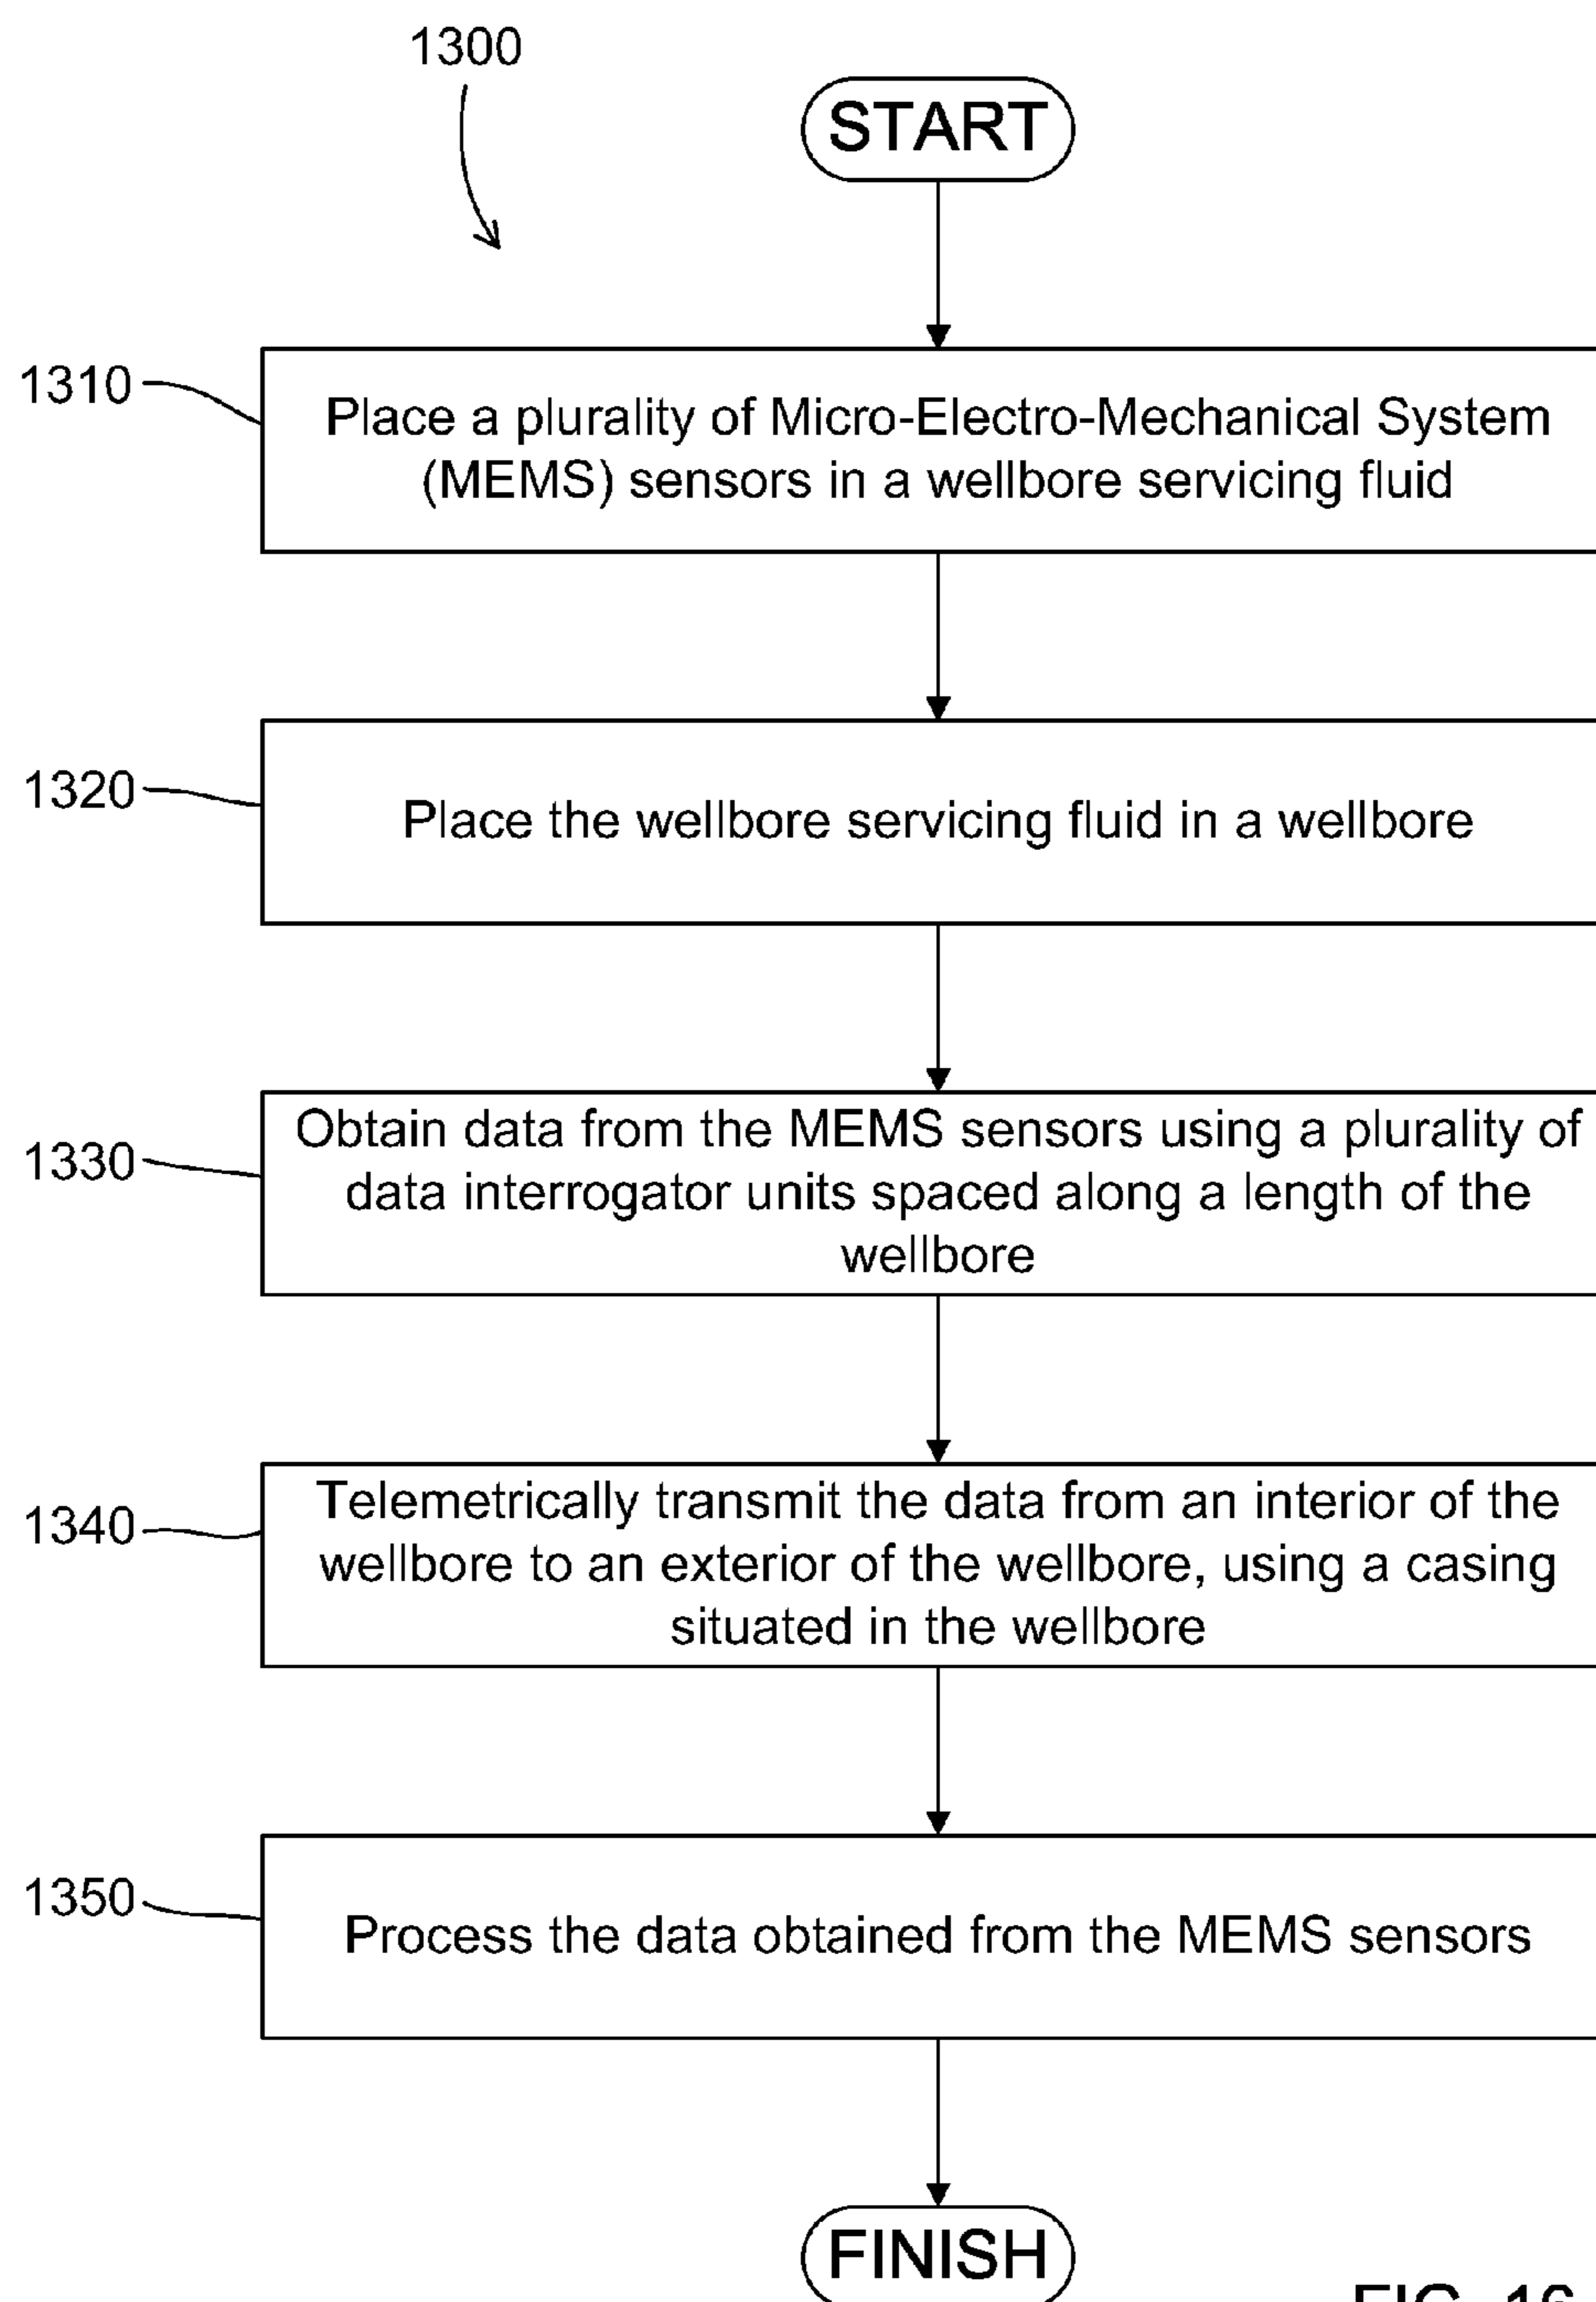 1300
START
1310
Place a plurality of Micro-Electro-Mechanical System
(MEMS) sensors in a wellbore servicing fluid
1320
Place the wellbore servicing fluid in a wellbore
1330
Obtain data from the MEMS sensors using a plurality of
data interrogator units spaced along a length of the
wellbore
1340
Telemetrically transmit the data from an interior of the
wellbore to an exterior of the wellbore, using a casing
situated in the wellbore
1350
Process the data obtained from the MEMS sensors
FINISH
FIG. 16